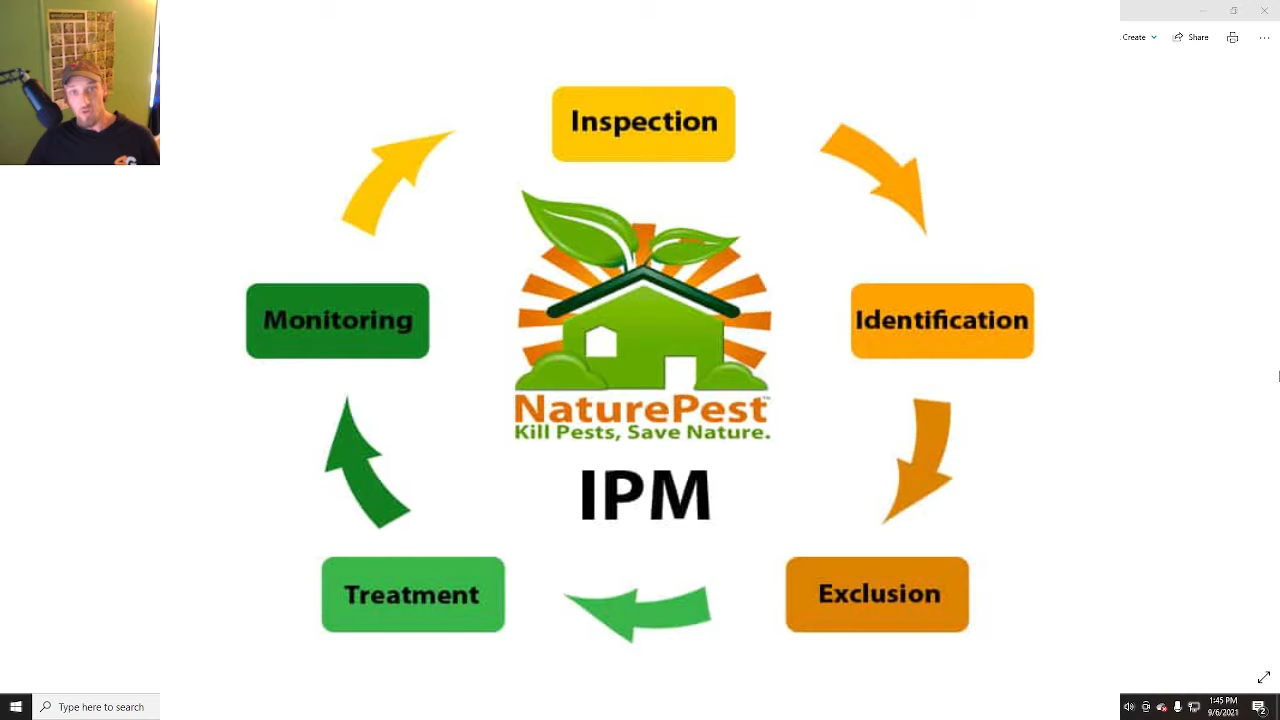 Create
Share
Inspection
Monitoring
Identification
NaturePest™
Kill Pests, Save Nature.
IPM
Treatment
Exclusion
Type here to search
1:45 PM
9/6/2021